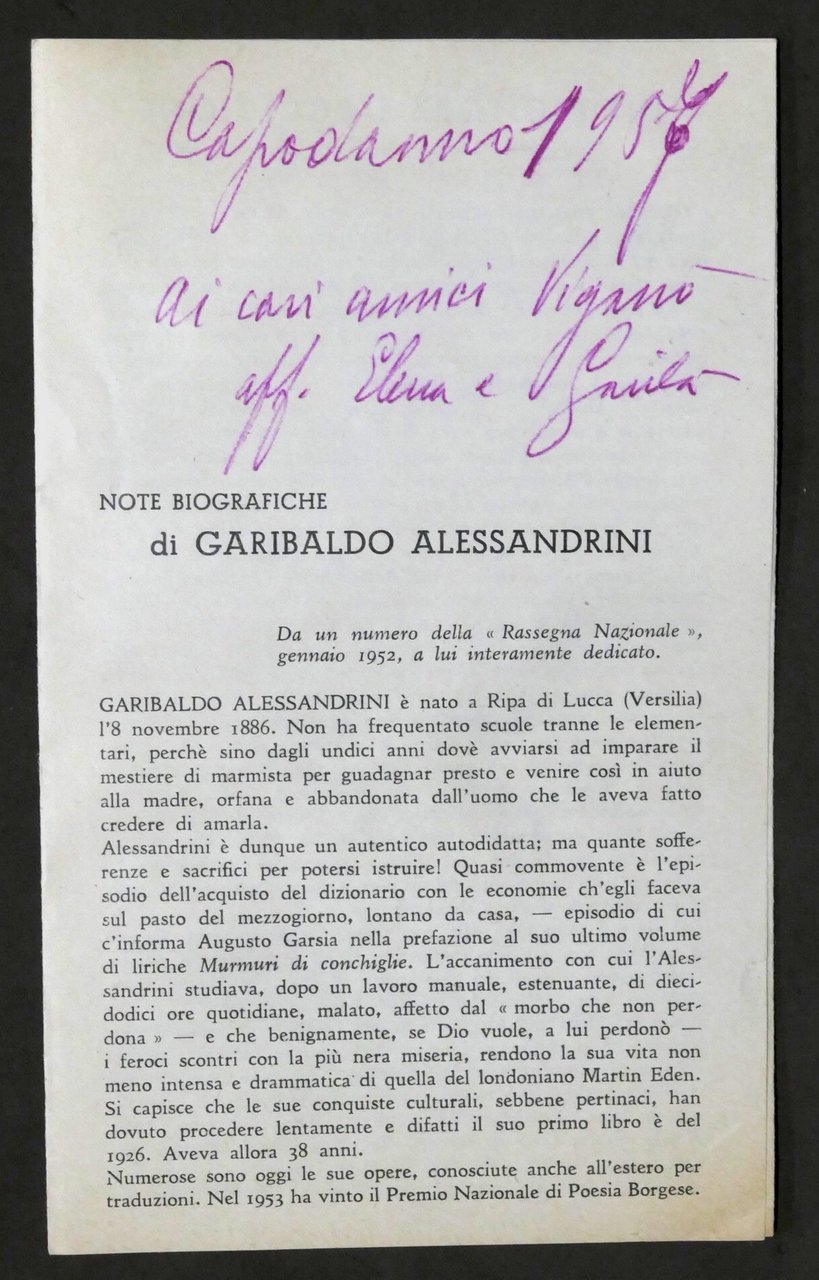 Capodanno 1957
ai cari amici Viganò
aff. Elena e
NOTE BIOGRAFICHE
di GARIBALDO ALESSANDRINI
Da un numero della « Rassegna Nazionale »,
gennaio 1952, a lui interamente dedicato.
GARIBALDO ALESSANDRINI è nato a Ripa di Lucca (Versilia)
l'8 novembre 1886. Non ha frequentato scuole tranne le elemen-
tari, perchè sino dagli undici anni dovè avviarsi ad imparare il
mestiere di marmista per guadagnar presto e venire così in aiuto
alla madre, orfana e abbandonata dall'uomo che le aveva fatto
credere di amarla.
Alessandrini è dunque un autentico autodidatta; ma quante soffe-
renze e sacrifici per potersi istruire! Quasi commovente è l'epi-
sodio dell'acquisto del dizionario con le economie ch'egli faceva
sul pasto del mezzogiorno, lontano da casa, — episodio di cui
c'informa Augusto Garsia nella prefazione al suo ultimo volume
di liriche Murmuri di conchiglie. L'accanimento con cui l'Ales-
sandrini studiava, dopo un lavoro manuale, estenuante, di dieci-
dodici ore quotidiane, malato, affetto dal « morbo che non per-
dona » — e che benignamente, se Dio vuole, a lui perdonò —
i feroci scontri con la più nera miseria, rendono la sua vita non
meno intensa e drammatica di quella del londoniano Martin Eden.
Si capisce che le sue conquiste culturali, sebbene pertinaci, han
dovuto procedere lentamente e difatti il suo primo libro è del
1926. Aveva allora 38 anni.
Numerose sono oggi le sue opere, conosciute anche all'estero per
traduzioni. Nel 1953 ha vinto il Premio Nazionale di Poesia Borgese.